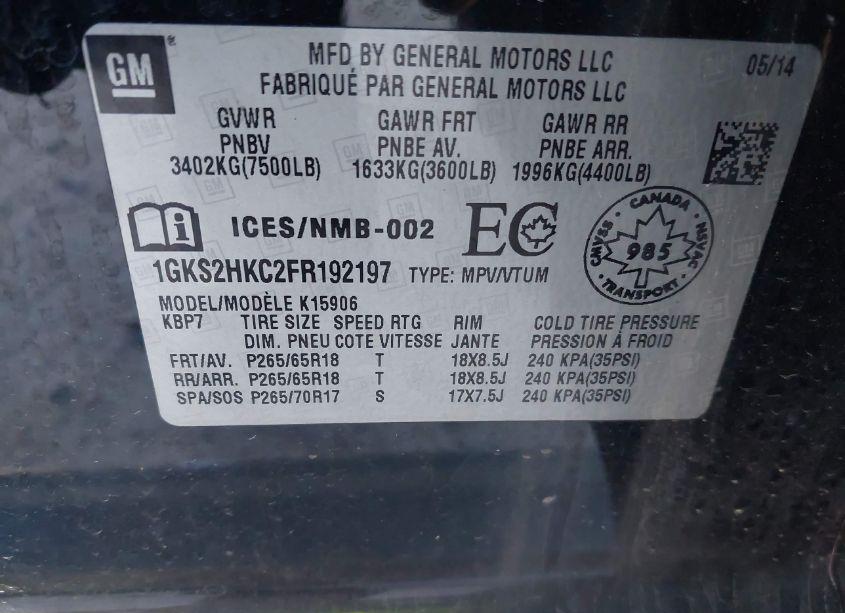 GM
MFD BY GENERAL MOTORS LLC 05/14
FABRIQUÉ PAR GENERAL MOTORS LLC
GVWR GAWR FRT GAWR RR
PNBV PNBE AV. PNBE ARR.
3402KG(7500LB) 1633KG(3600LB) 1996KG(4400LB)
ICES/NMB-002 EC
CANADA
CMVSS 985 NSVAC
TRANSPORT
1GKS2HKC2FR192197 TYPE: MPV/VTUM
MODEL/MODÈLE K15906
KBP7 TIRE SIZE SPEED RTG RIM COLD TIRE PRESSURE
DIM. PNEU COTE VITESSE JANTE PRESSION À FROID
FRT/AV. P265/65R18 T 18X8.5J 240 KPA(35PSI)
RR/ARR. P265/65R18 T 18X8.5J 240 KPA(35PSI)
SPA/SOS P265/70R17 S 17X7.5J 240 KPA(35PSI)